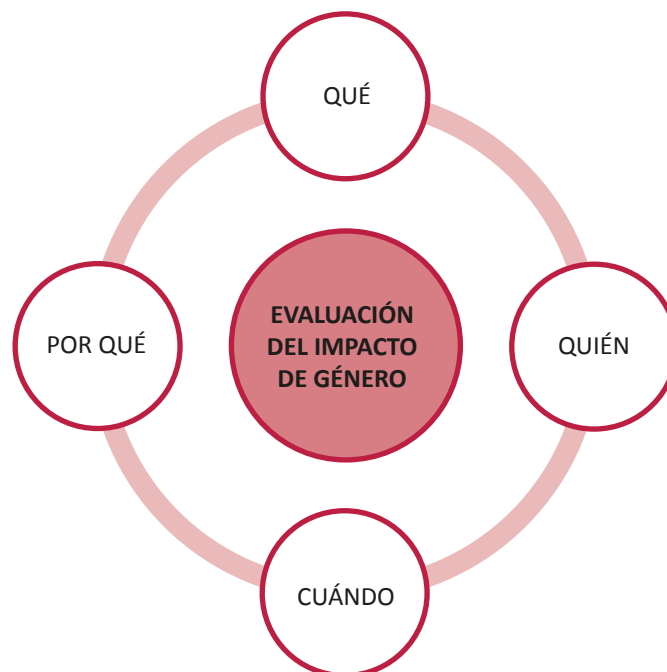 QUÉ
POR QUÉ
EVALUACIÓN
DEL IMPACTO
DE GÉNERO
QUIÉN
CUÁNDO